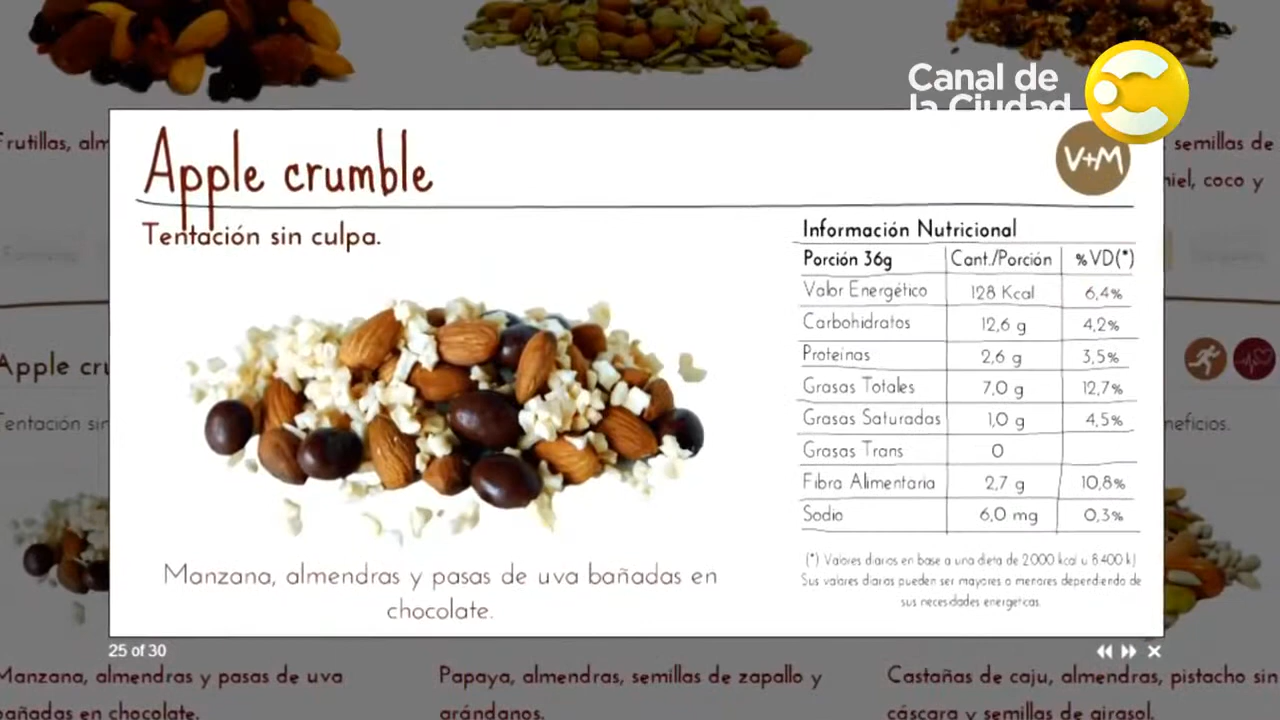 Canal de
la Ciudad
Frutillas, alm
semillas de
miel, coco y
Apple crumble
V+M
Tentación sin culpa.
Información Nutricional
Porción 36g Cant./Porción %VD(*)
Valor Energético 128 Kcal 6,4%
Carbohidratos 12,6 g 4,2%
Proteínas 2,6 g 3,5%
Grasas Totales 7,0 g 12,7%
Grasas Saturadas 1,0 g 4,5%
Grasas Trans 0
Fibra Alimentaria 2,7 g 10,8%
Sodio 6,0 mg 0,3%
(*) Valores diarios en base a una dieta de 2000 kcal u 8400 kj
Sus valores diarios pueden ser mayores o menores dependiendo de
sus necesidades energeticas.
Manzana, almendras y pasas de uva bañadas en
chocolate.
Apple cru
Tentación sin
neficios.
25 of 30
Manzana, almendras y pasas de uva
bañadas en chocolate.
Papaya, almendras, semillas de zapallo y
arándanos.
Castañas de caju, almendras, pistacho sin
cáscara y semillas de girasol.